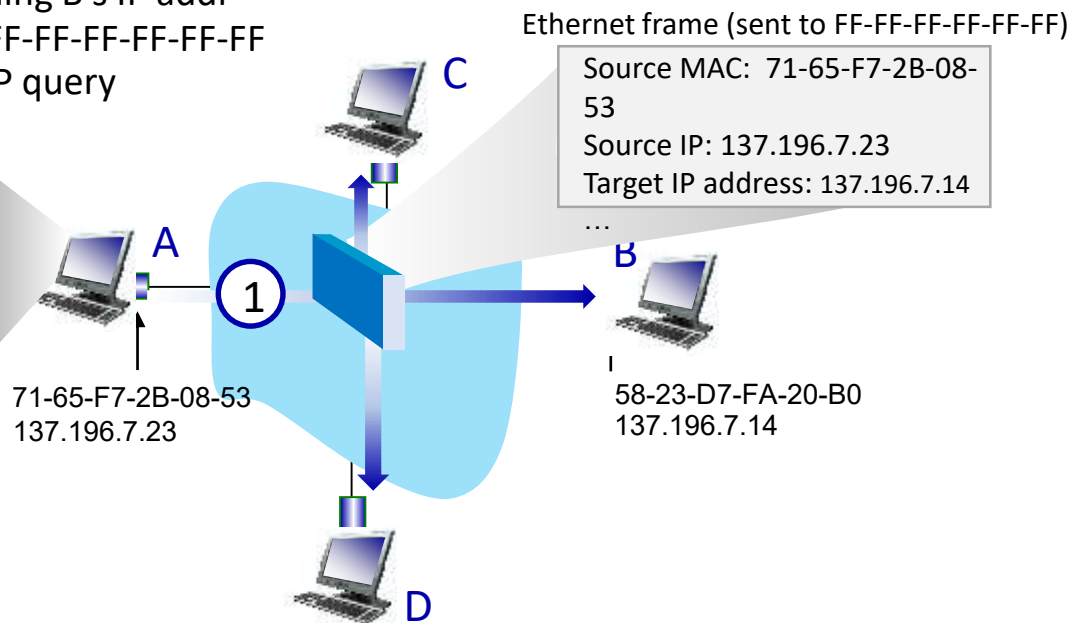 B's IP addr
FF-FF-FF-FF-FF
query
Ethernet frame (sent to FF-FF-FF-FF-FF-FF)
Source MAC: 71-65-F7-2B-08-
53
Source IP: 137.196.7.23
Target IP address: 137.196.7.14
…
C
A
B
1
71-65-F7-2B-08-53
137.196.7.23
58-23-D7-FA-20-B0
137.196.7.14
D